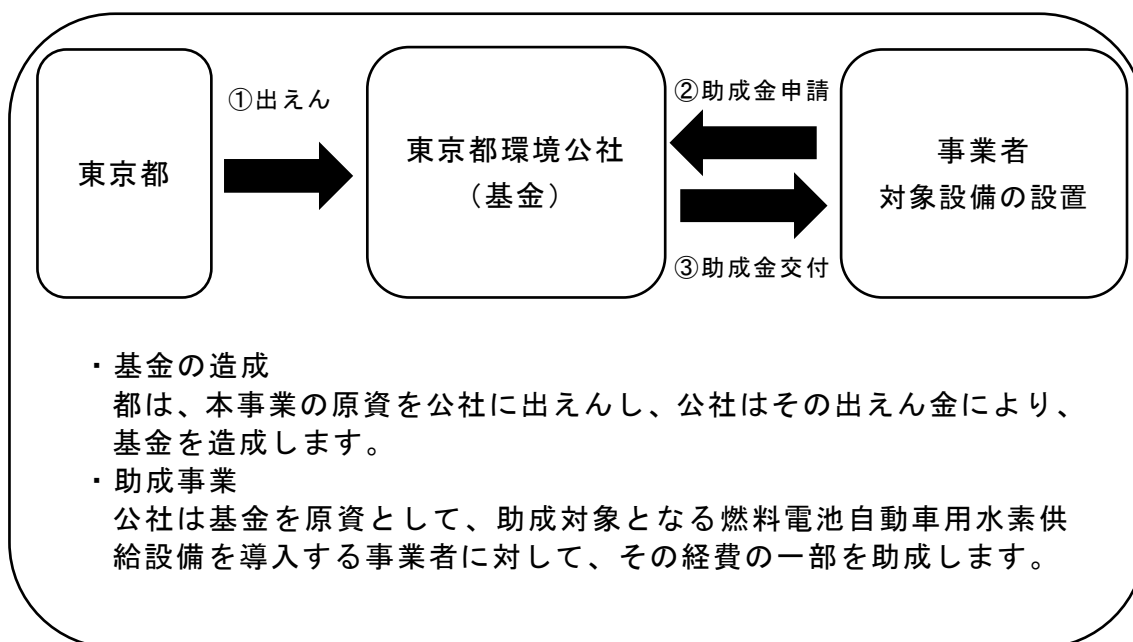 東京都
①出えん
東京都環境公社
（基金）
②助成金申請
③助成金交付
事業者
対象設備の設置
・基金の造成
都は、本事業の原資を公社に出えんし、公社はその出えん金により、
基金を造成します。
・助成事業
公社は基金を原資として、助成対象となる燃料電池自動車用水素供
給設備を導入する事業者に対して、その経費の一部を助成します。